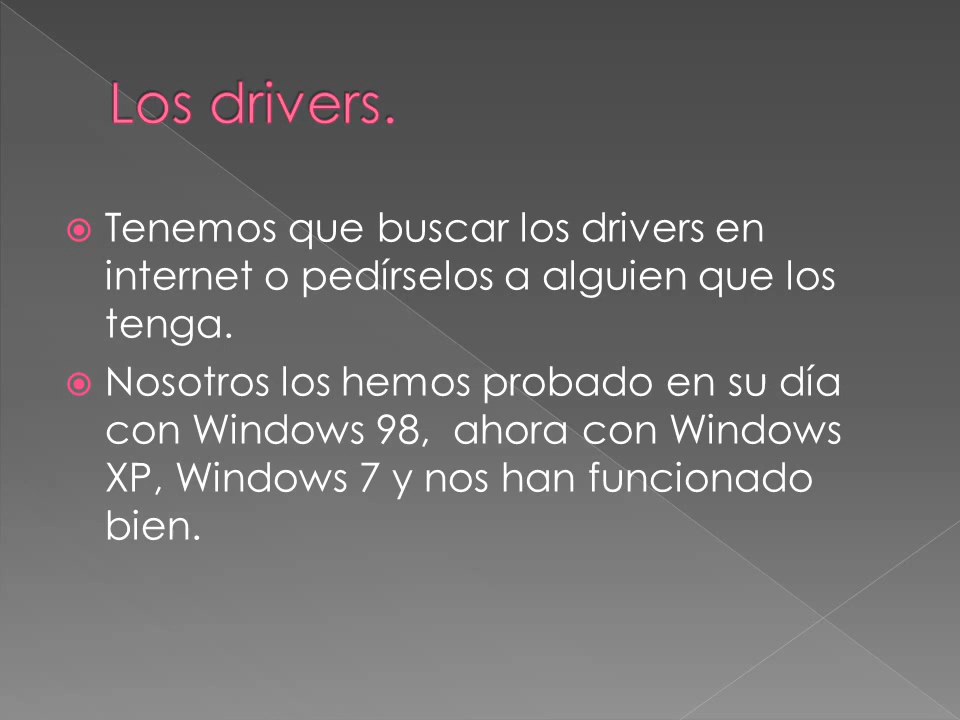 Los drivers.
Tenemos que buscar los drivers en
internet o pedírselos a alguien que los
tenga.
Nosotros los hemos probado en su día
con Windows 98,  ahora con Windows
XP, Windows 7 y nos han funcionado
bien.